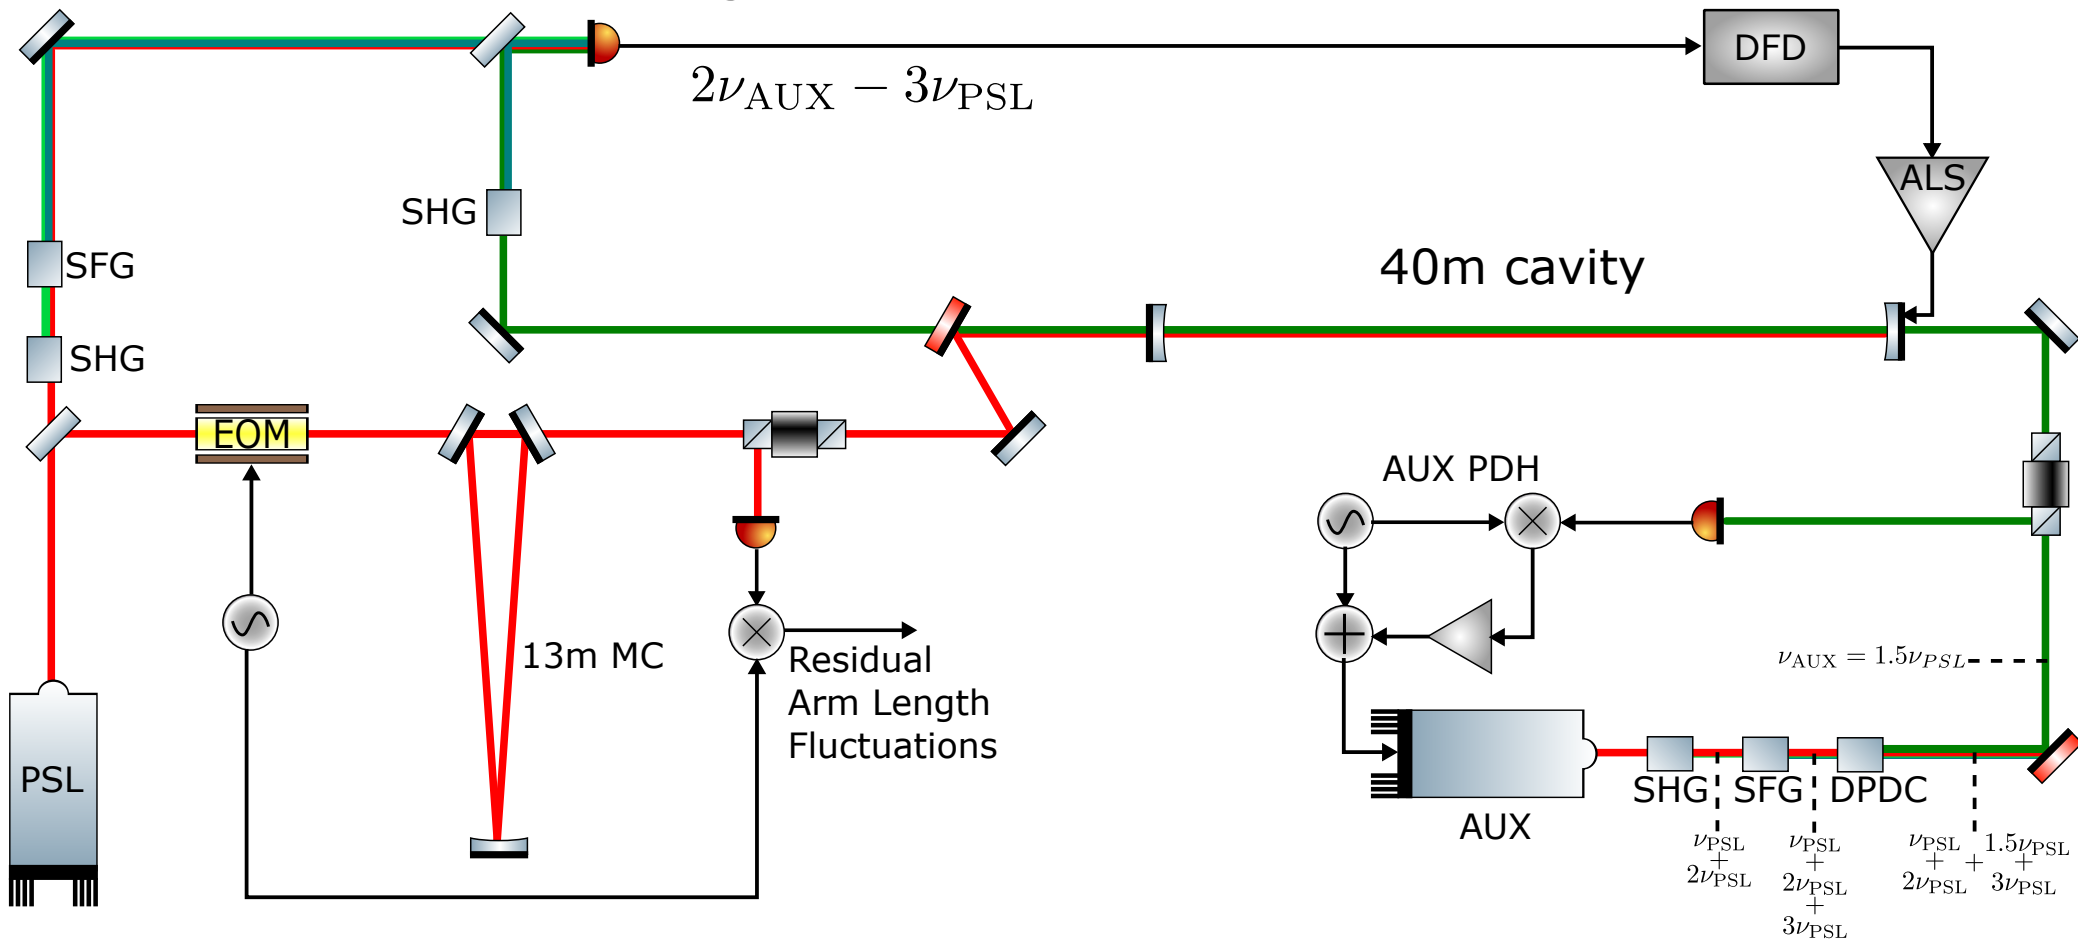 DFD
2νAUX − 3νPSL
ALS
SHG
SFG
40m cavity
SHG
EOM
AUX PDH
13m MC
Residual
Arm Length
Fluctuations
νAUX = 1.5νPSL
PSL
SHG
SFG
DPDC
AUX
νPSL
+
2νPSL
νPSL
+
2νPSL
+
3νPSL
νPSL
+
2νPSL
+
1.5νPSL
+
3νPSL